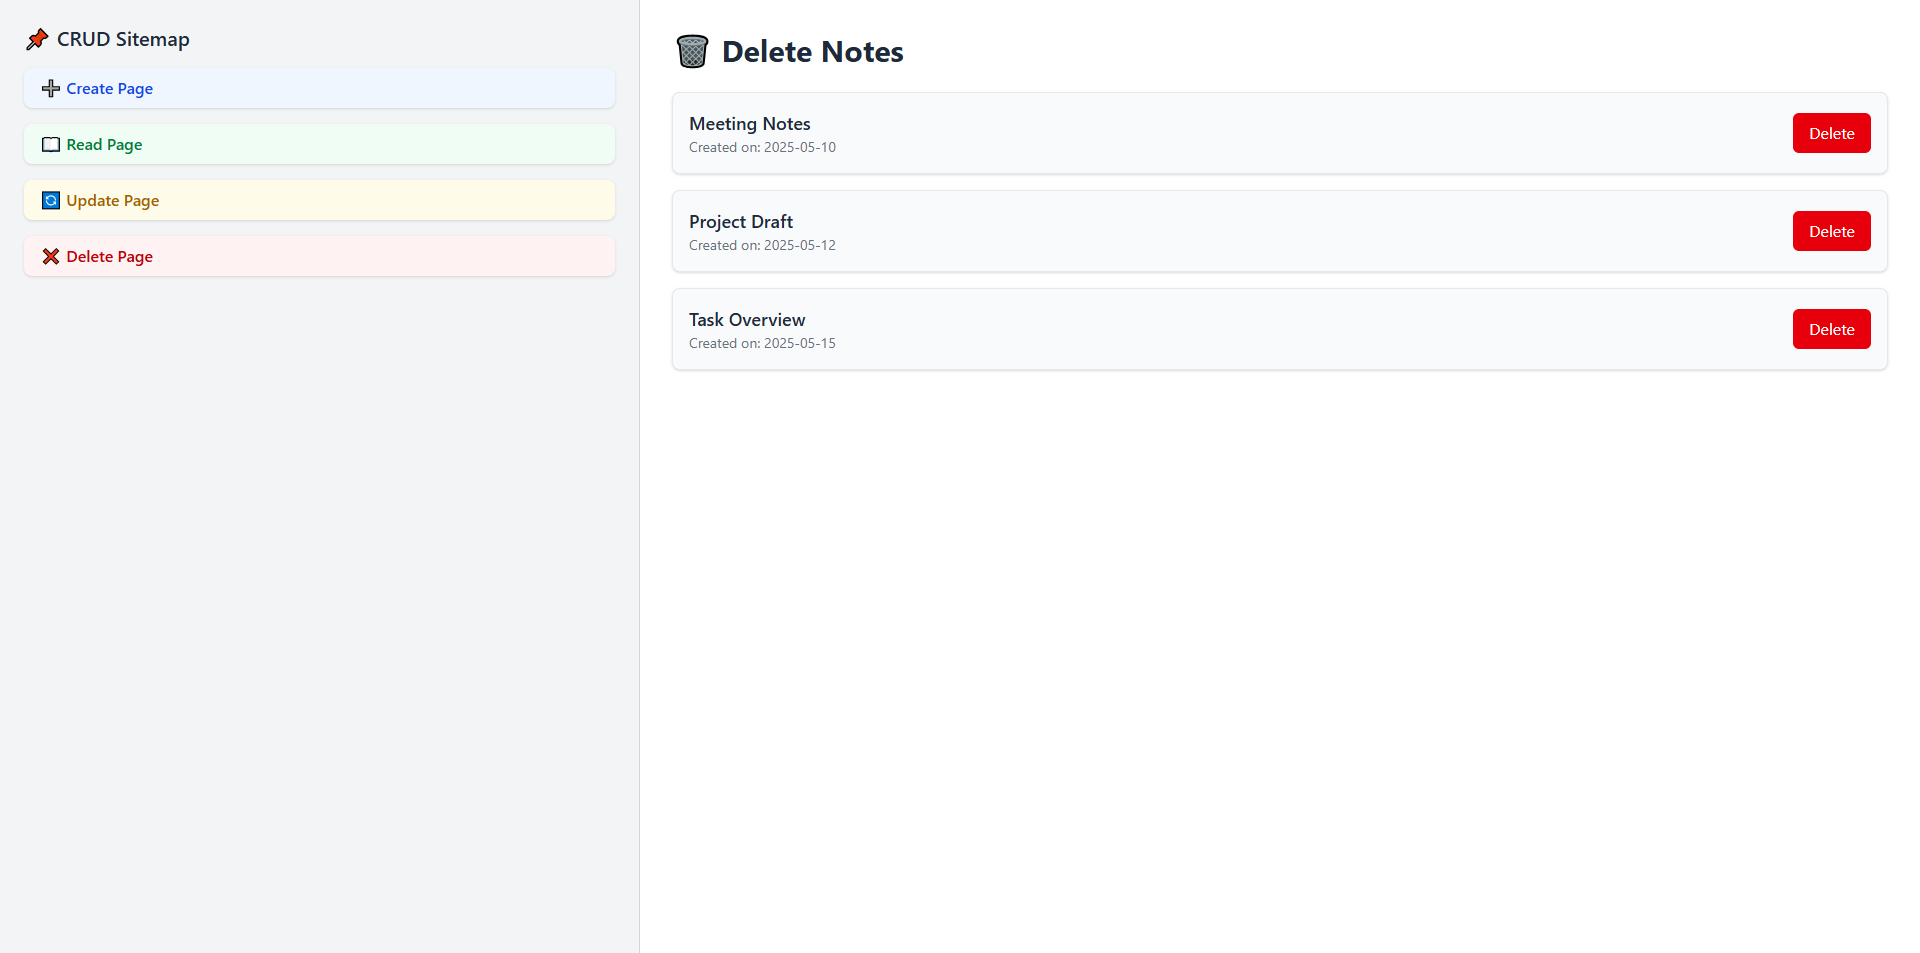 CRUD Sitemap
Create Page
Read Page
Update Page
Delete Page
Delete Notes
Meeting Notes
Created on: 2025-05-10
Delete
Project Draft
Created on: 2025-05-12
Delete
Task Overview
Created on: 2025-05-15
Delete